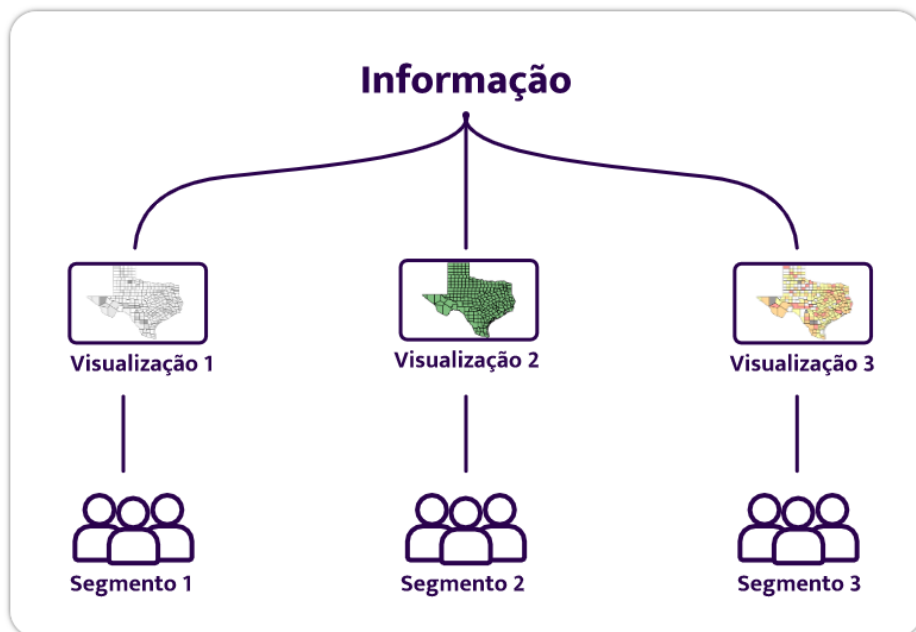 Informação
Visualização 1
Visualização 2
Visualização 3
Segmento 1
Segmento 2
Segmento 3